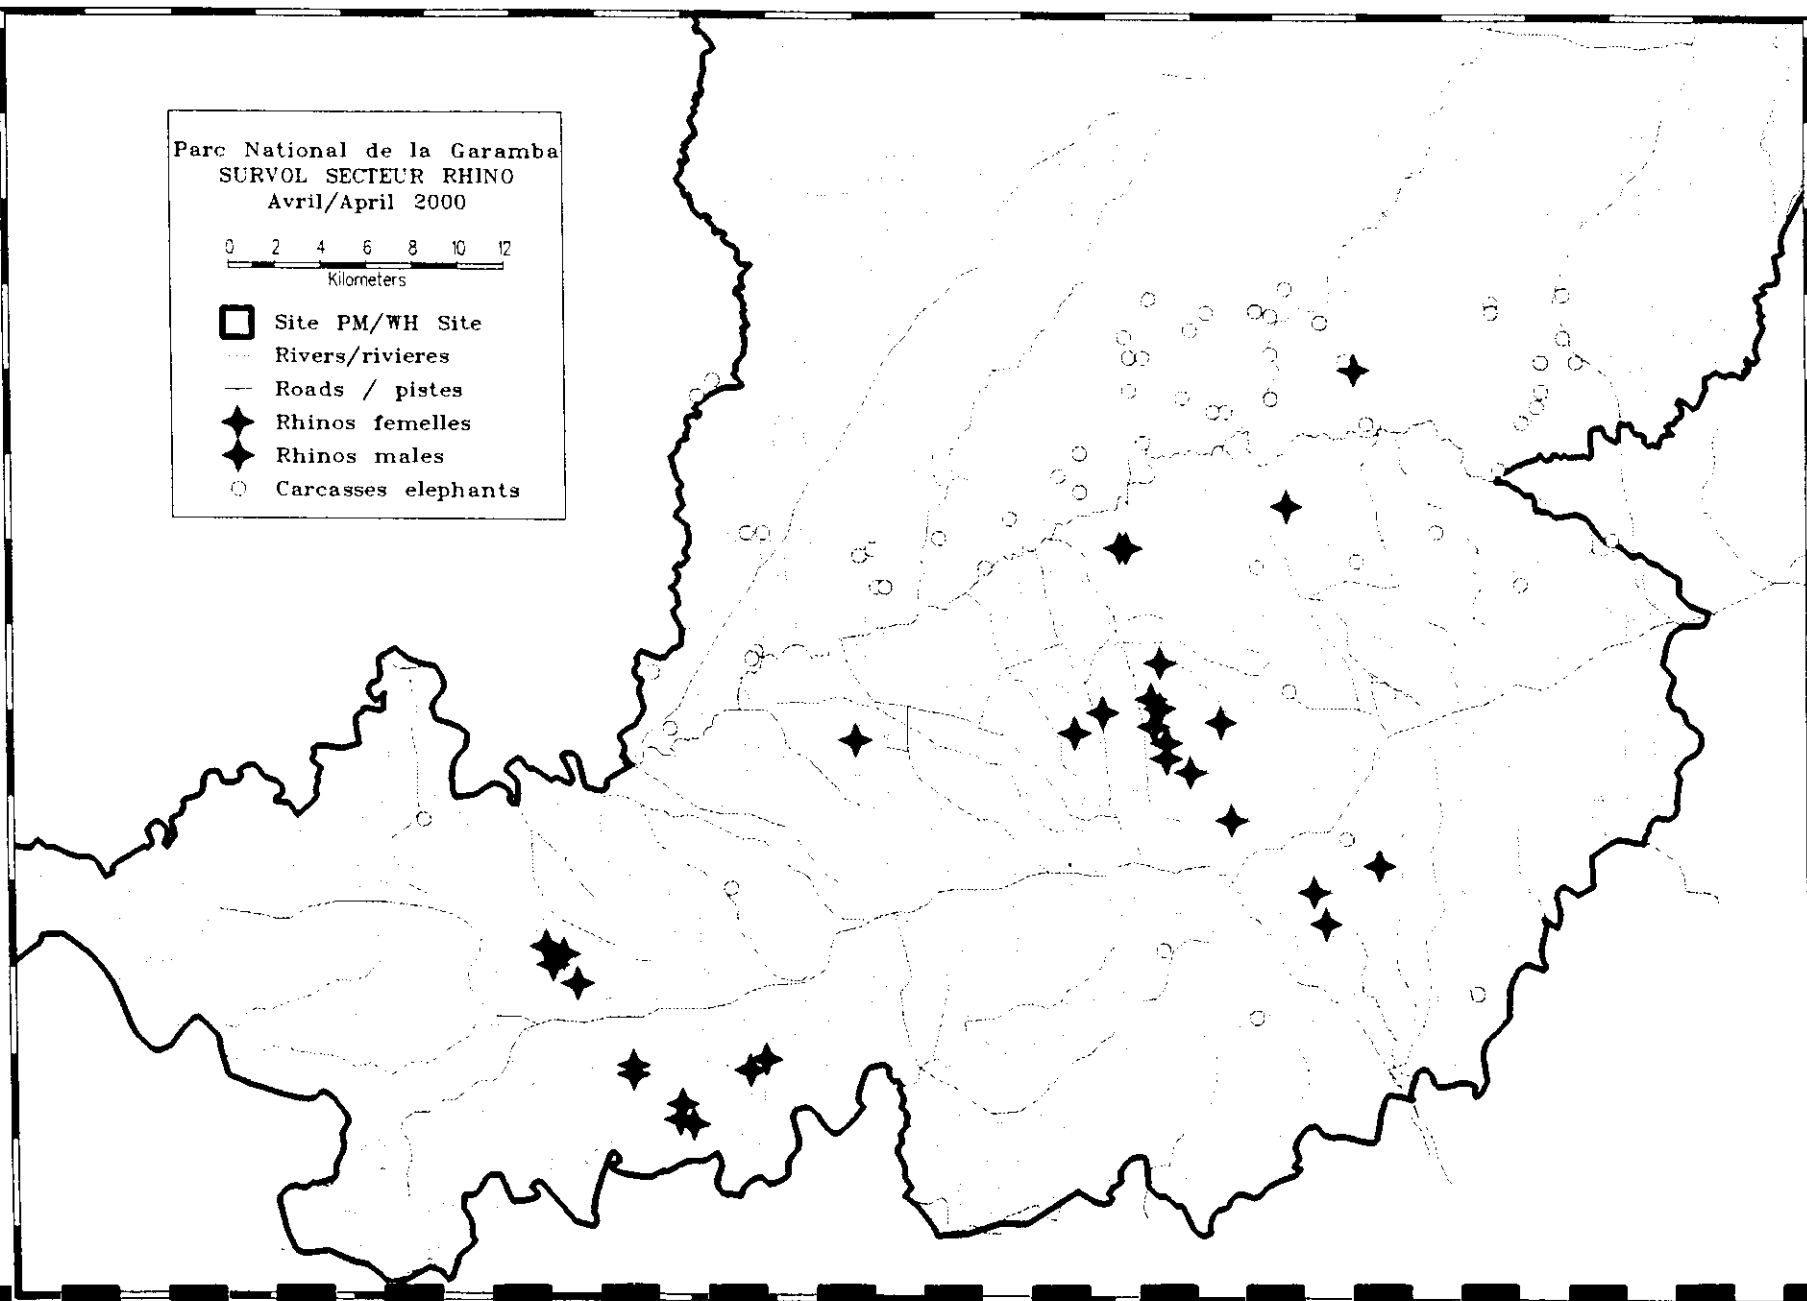 Parc National de la Garamba
SURVOL SECTEUR RHINO
Avril/April 2000
0 2 4 6 8 10 12
Kilometers
Site PM/WH Site
Rivers/rivieres
Roads / pistes
Rhinos femelles
Rhinos males
Carcasses elephants